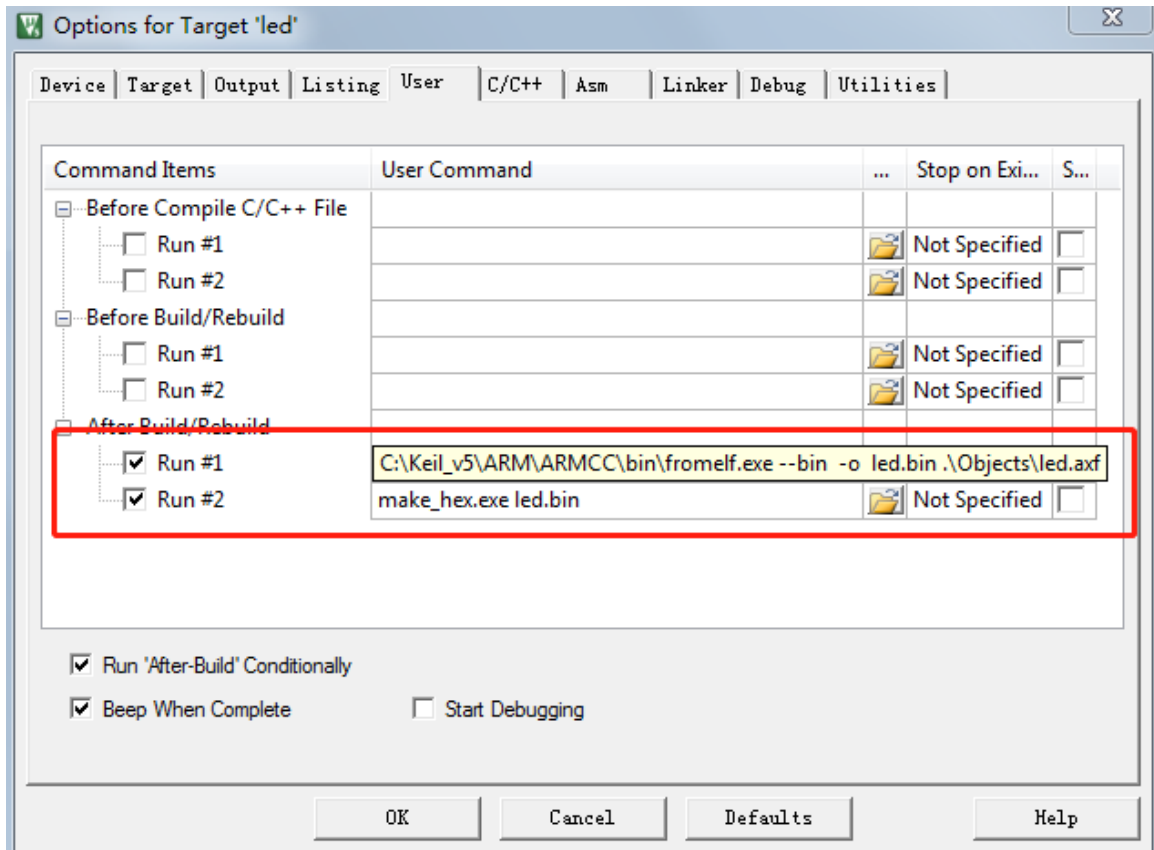 Options for Target 'led'
Device Target Output Listing User C/C++ Asm Linker Debug Utilities
Command Items User Command ... Stop on Exi... S...
Before Compile C/C++ File
Run #1 Not Specified
Run #2 Not Specified
Before Build/Rebuild
Run #1 Not Specified
Run #2 Not Specified
After Build/Rebuild
Run #1 C:\Keil_v5\ARM\ARMCC\bin\fromelf.exe --bin -o led.bin .\Objects\led.axf
Run #2 make_hex.exe led.bin Not Specified
Run 'After-Build' Conditionally
Beep When Complete Start Debugging
OK Cancel Defaults Help